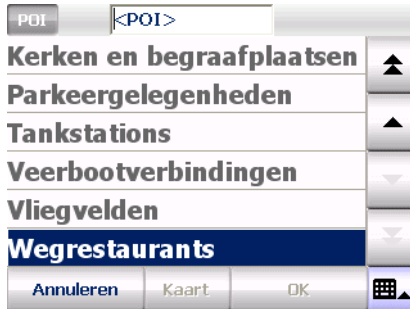 POI <POI>
Kerken en begraafplaatsen
Parkeergelegenheden
Tankstations
Veerbootverbindingen
Vliegvelden
Wegrestaurants
Annuleren Kaart OK